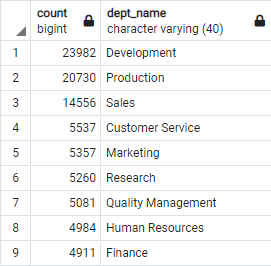 count dept_name
bigint character varying (40)
1 23982 Development
2 20730 Production
3 14556 Sales
4 5537 Customer Service
5 5357 Marketing
6 5260 Research
7 5081 Quality Management
8 4984 Human Resources
9 4911 Finance